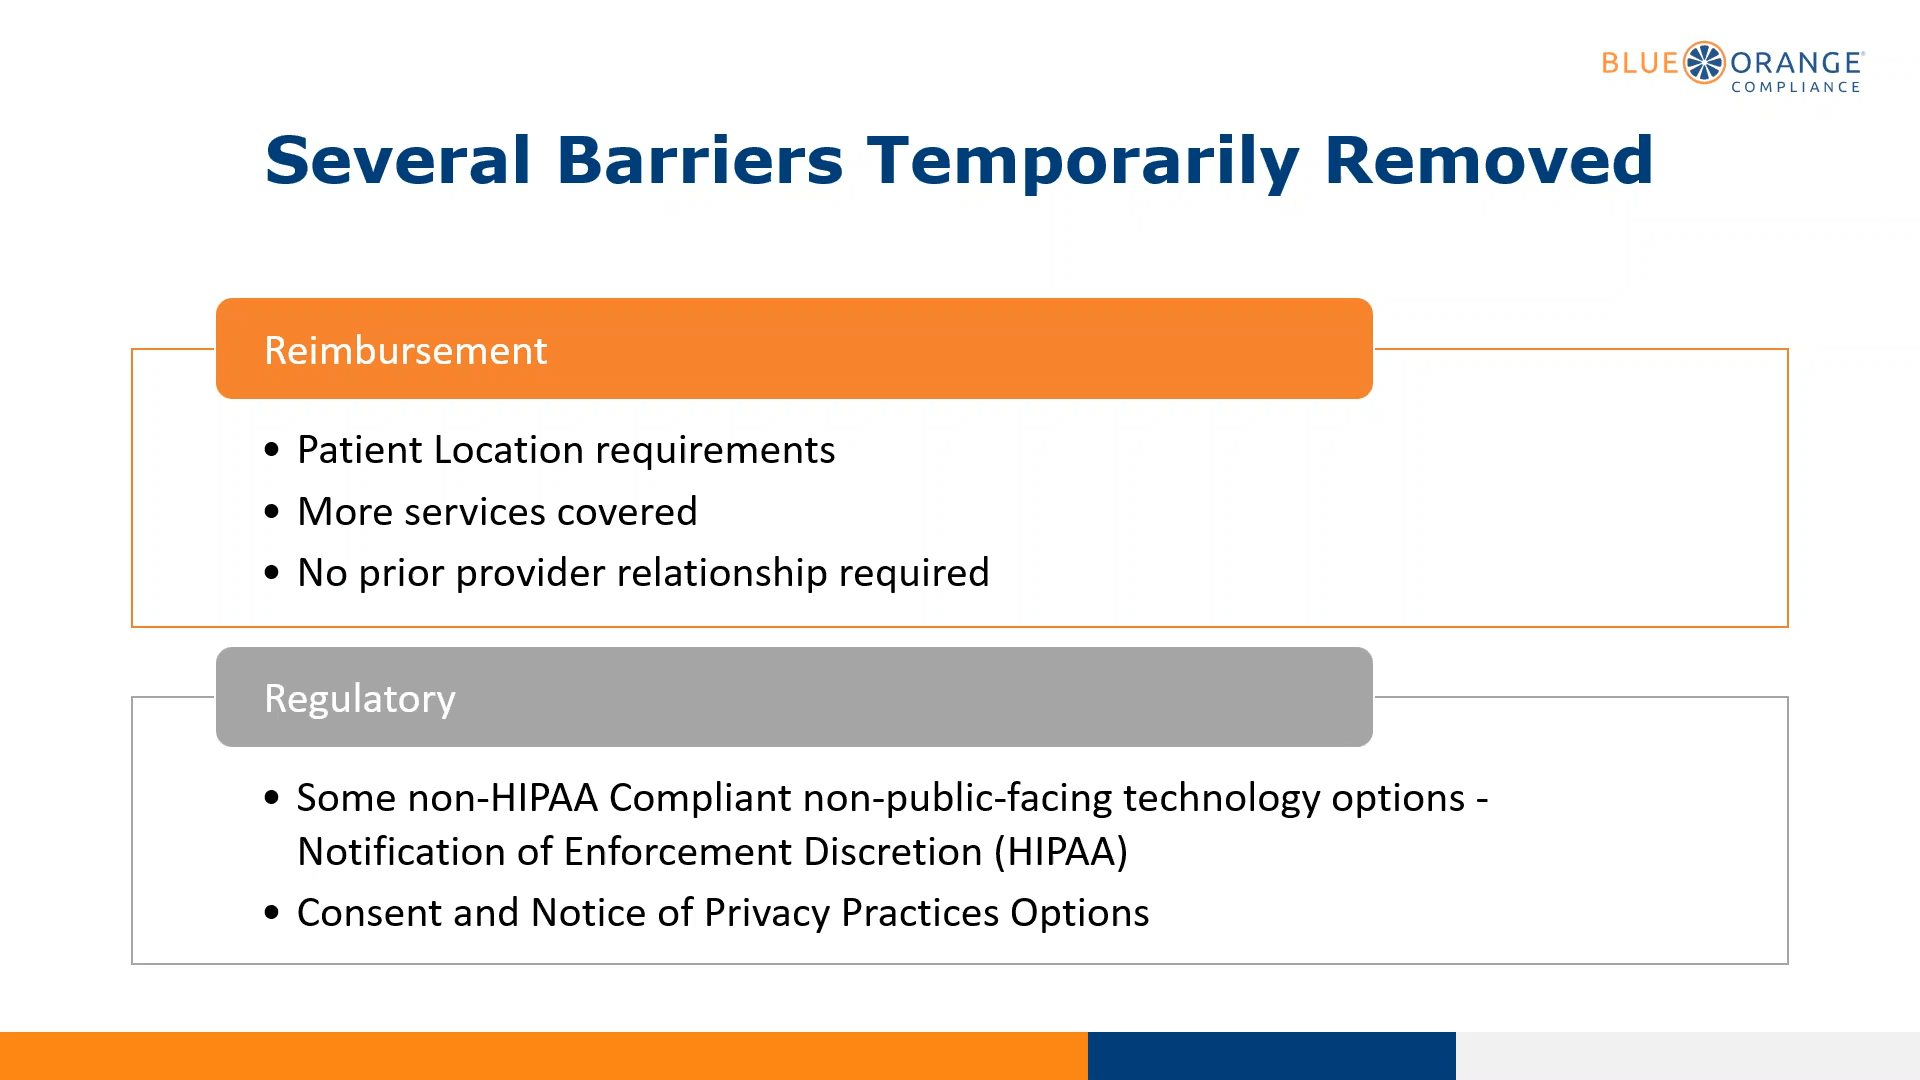 BLUE ORANGE
COMPLIANCE
Several Barriers Temporarily Removed
Reimbursement
• Patient Location requirements
• More services covered
• No prior provider relationship required
Regulatory
• Some non-HIPAA Compliant non-public-facing technology options -
Notification of Enforcement Discretion (HIPAA)
• Consent and Notice of Privacy Practices Options